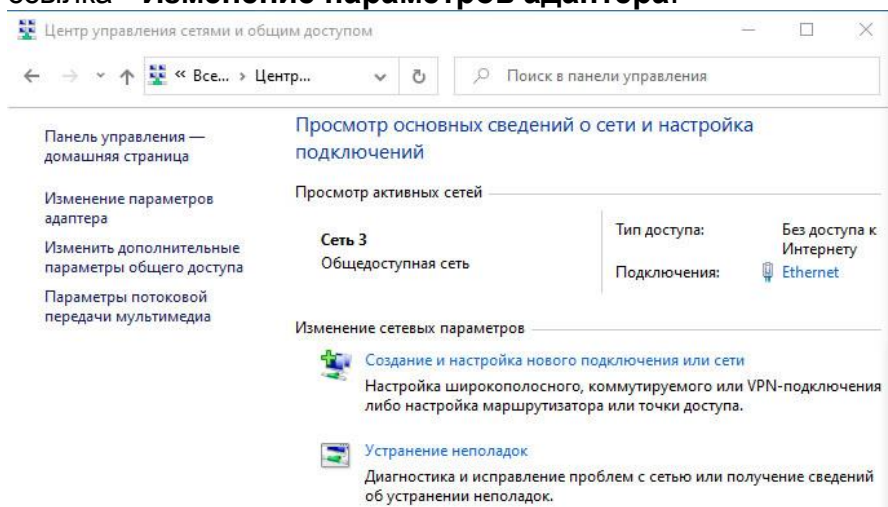 ссылка "Изменение параметров адаптера.
Центр управления сетями и общим доступом
« Все... › Центр...
Поиск в панели управления
Панель управления —
домашняя страница
Изменение параметров
адаптера
Изменить дополнительные
параметры общего доступа
Параметры потоковой
передачи мультимедиа
Просмотр основных сведений о сети и настройка
подключений
Просмотр активных сетей
Сеть 3
Общедоступная сеть
Тип доступа: Без доступа к
Интернету
Подключения: Ethernet
Изменение сетевых параметров
Создание и настройка нового подключения или сети
Настройка широкополосного, коммутируемого или VPN-подключения
либо настройка маршрутизатора или точки доступа.
Устранение неполадок
Диагностика и исправление проблем с сетью или получение сведений
об устранении неполадок.